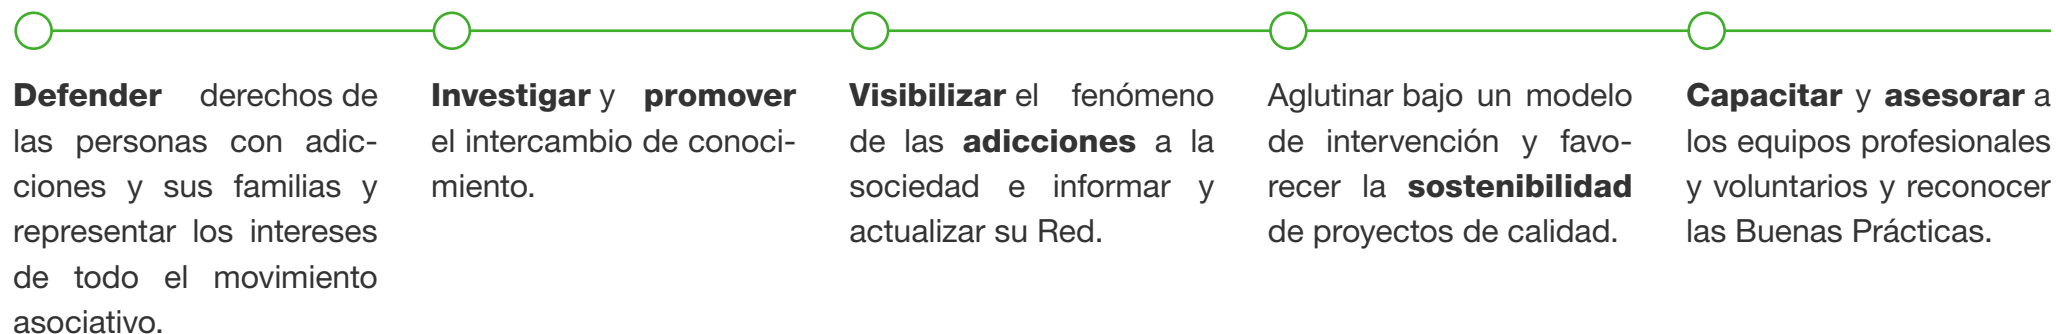 Defender derechos de
las personas con adic-
ciones y sus familias y
representar los intereses
de todo el movimiento
asociativo.
Investigar y promover
el intercambio de conoci-
miento.
Visibilizar el fenómeno
de las adicciones a la
sociedad e informar y
actualizar su Red.
Aglutinar bajo un modelo
de intervención y favo-
recer la sostenibilidad
de proyectos de calidad.
Capacitar y asesorar a
los equipos profesionales
y voluntarios y reconocer
las Buenas Prácticas.